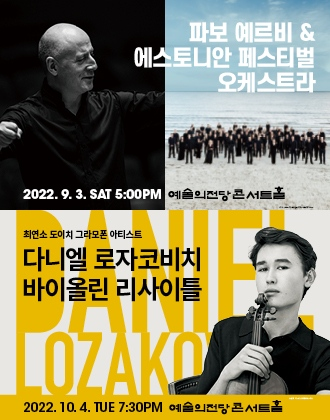 파보 예르비 &
에스토니안 페스티벌
오케스트라
2022. 9. 3. SAT 5:00PM 예술의전당 콘서트홀
DANIEL
최연소 도이치 그라모폰 아티스트
다니엘 로자코비치
바이올린 리사이틀
LOZAKOV
2022. 10. 4. TUE 7:30PM 예술의전당 콘서트홀